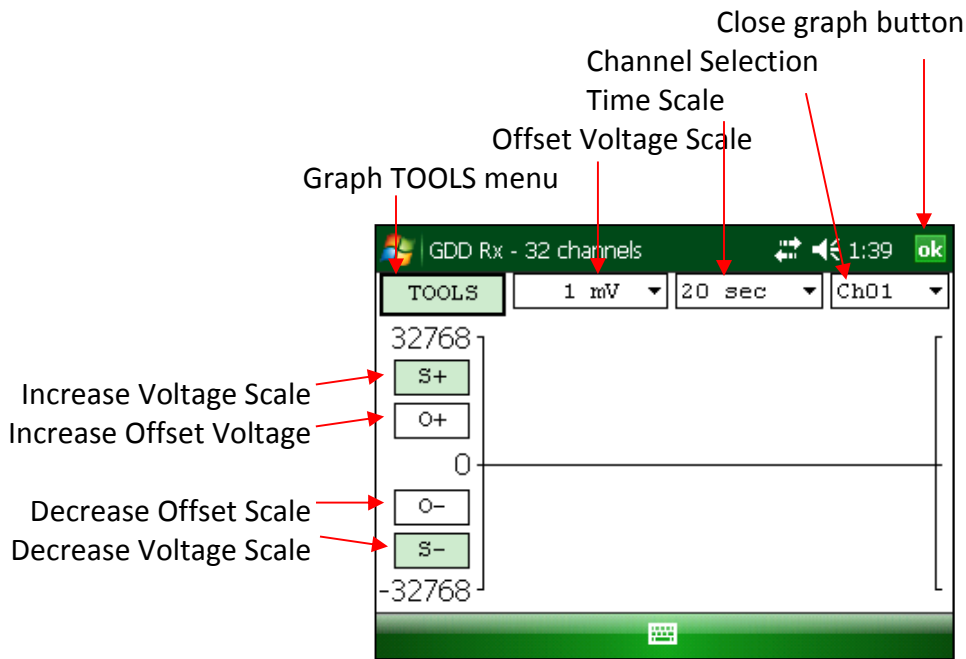 Close graph button
Channel Selection
Time Scale
Offset Voltage Scale
Graph TOOLS menu
GDD Rx - 32 channels 1:39 ok
TOOLS 1 mV 20 sec Ch01
32768
S+
Increase Voltage Scale
O+
Increase Offset Voltage
0
O-
Decrease Offset Scale
S-
Decrease Voltage Scale
-32768